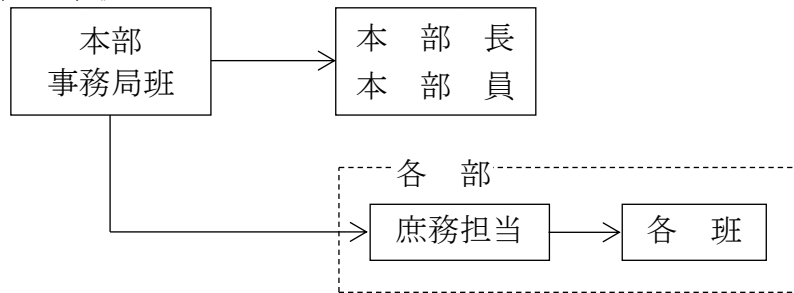 本部
事務局班
本　部　長
本　部　員
各　部
庶務担当
各　班